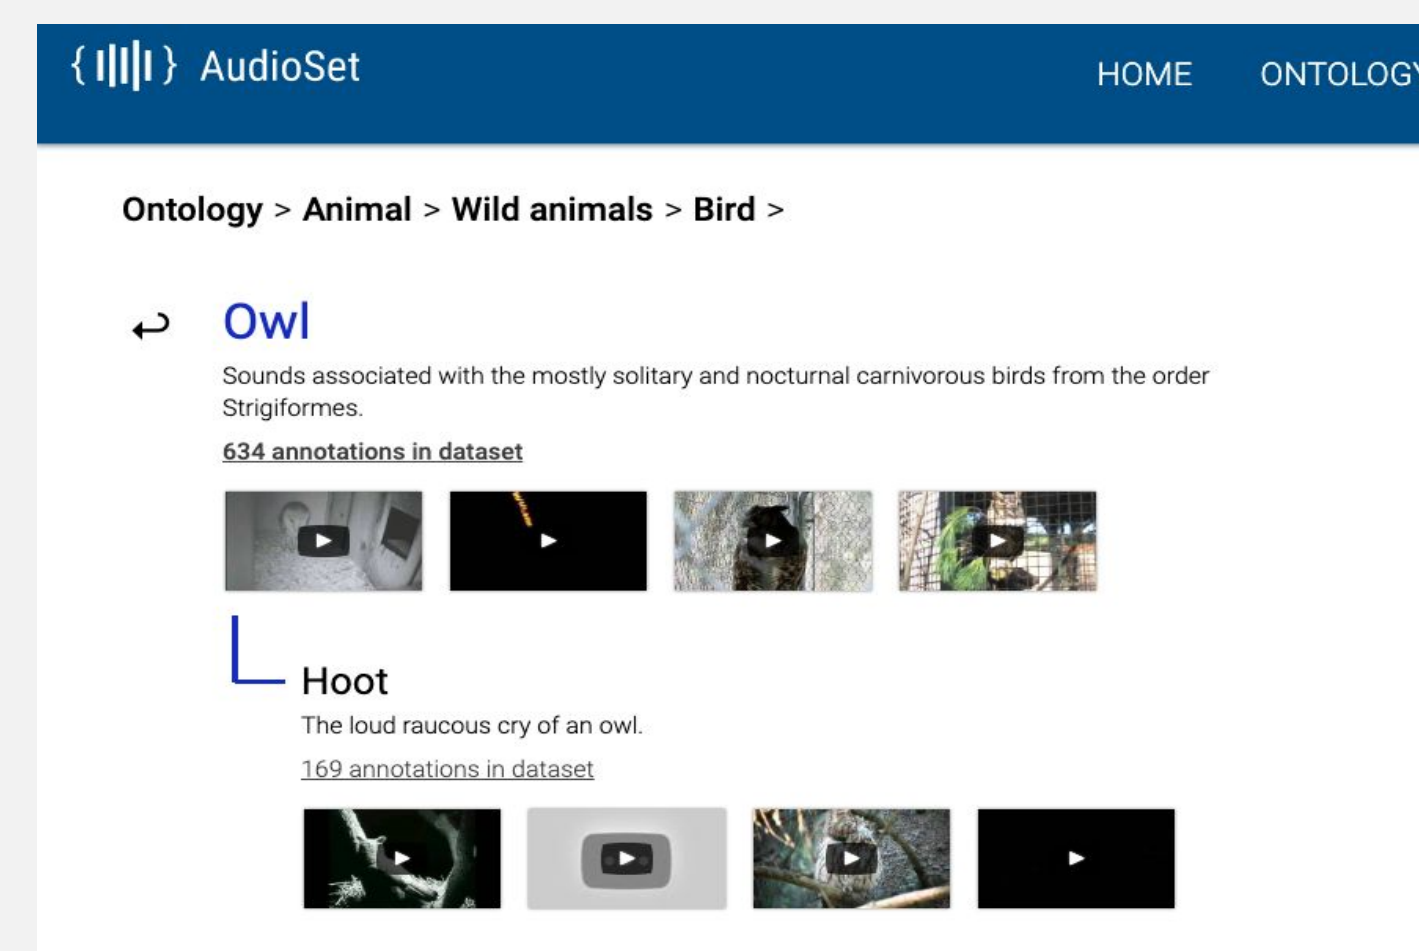 AudioSet
HOME ONTOLOGY
Ontology > Animal > Wild animals > Bird >
Owl
Sounds associated with the mostly solitary and nocturnal carnivorous birds from the order
Strigiformes.
634 annotations in dataset
Hoot
The loud raucous cry of an owl.
169 annotations in dataset